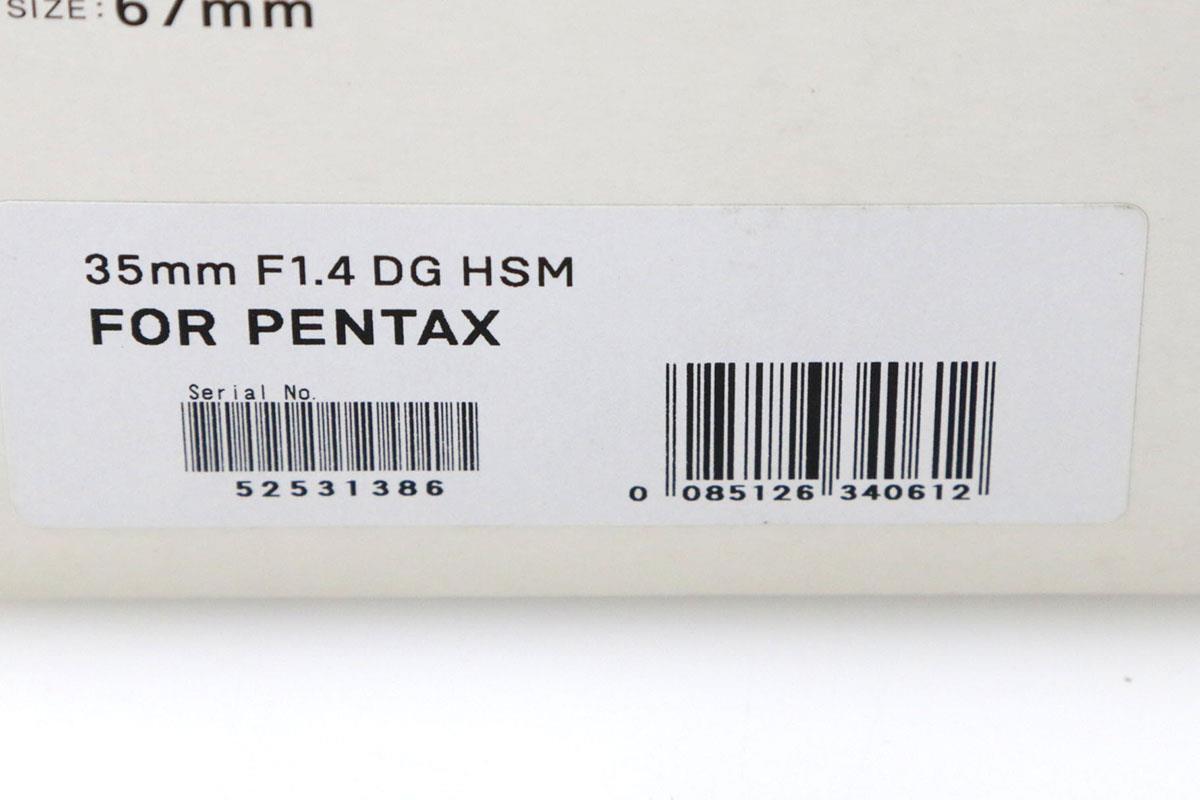 SIZE: 67mm
35mm F1.4 DG HSM
FOR PENTAX
Serial No.
52531386
0 085126 340612